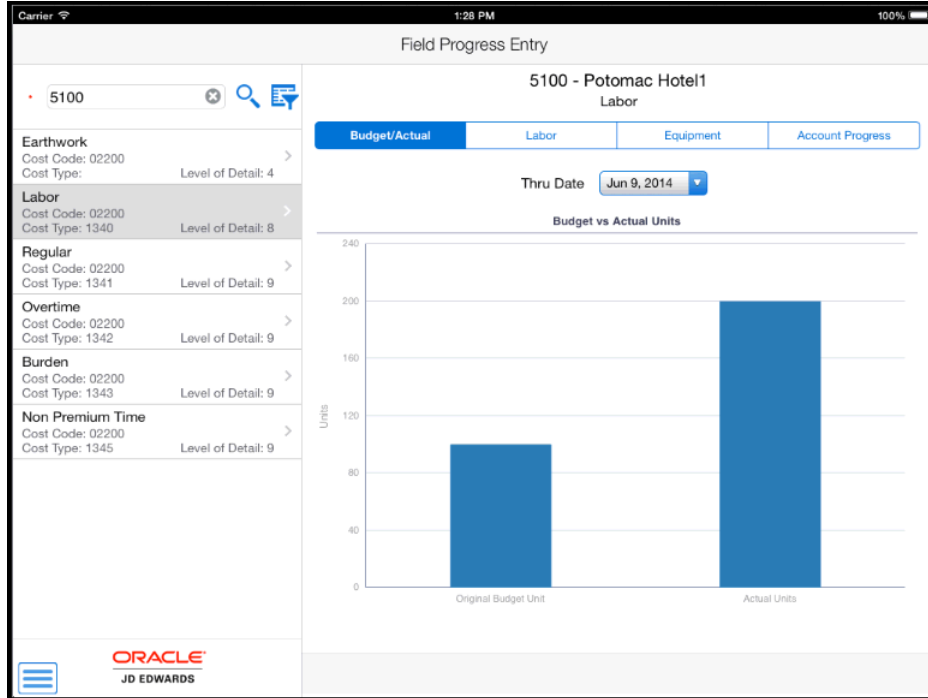 Carrier 1:28 PM 100%
Field Progress Entry
5100
Earthwork
Cost Code: 02200
Cost Type: Level of Detail: 4
Labor
Cost Code: 02200
Cost Type: 1340 Level of Detail: 8
Regular
Cost Code: 02200
Cost Type: 1341 Level of Detail: 9
Overtime
Cost Code: 02200
Cost Type: 1342 Level of Detail: 9
Burden
Cost Code: 02200
Cost Type: 1343 Level of Detail: 9
Non Premium Time
Cost Code: 02200
Cost Type: 1345 Level of Detail: 9
ORACLE
JD EDWARDS
5100 - Potomac Hotel1
Labor
Budget/Actual Labor Equipment Account Progress
Thru Date Jun 9, 2014
Budget vs Actual Units
240
200
160
120
80
40
0
Units
Original Budget Unit Actual Units